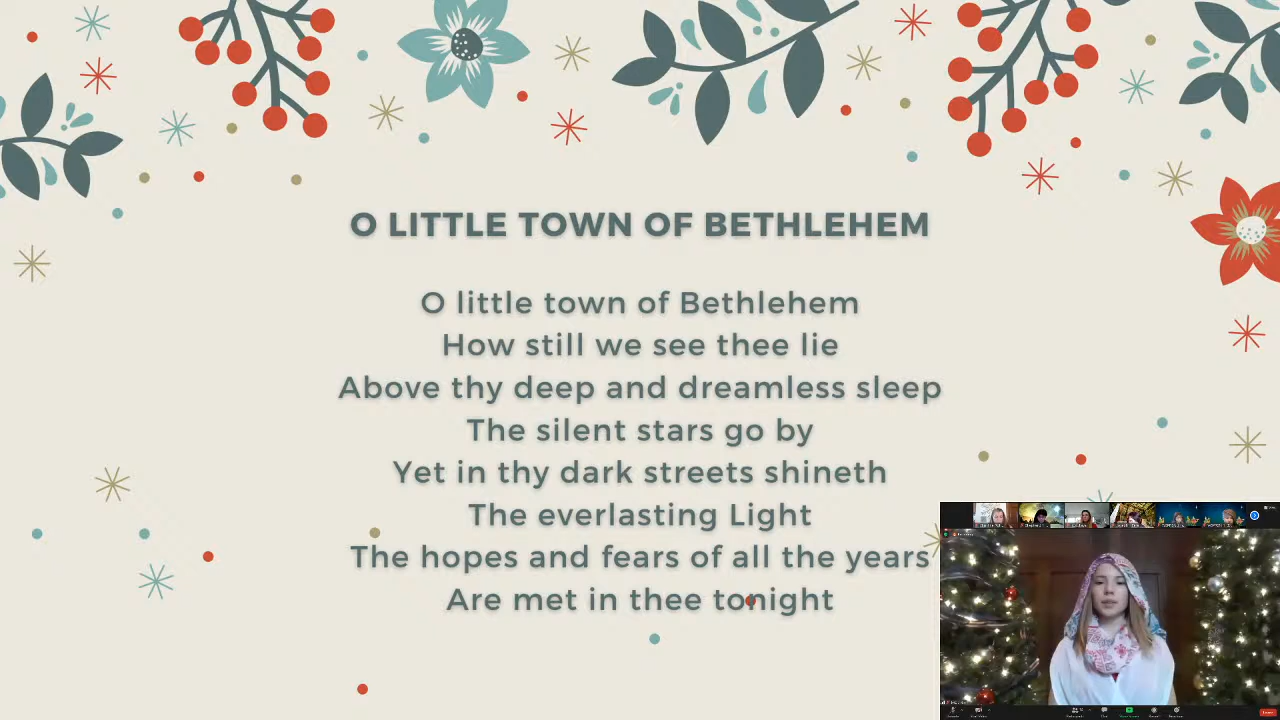 O LITTLE TOWN OF BETHLEHEM
O little town of Bethlehem
How still we see thee lie
Above thy deep and dreamless sleep
The silent stars go by
Yet in thy dark streets shineth
The everlasting Light
The hopes and fears of all the years
Are met in thee tonight